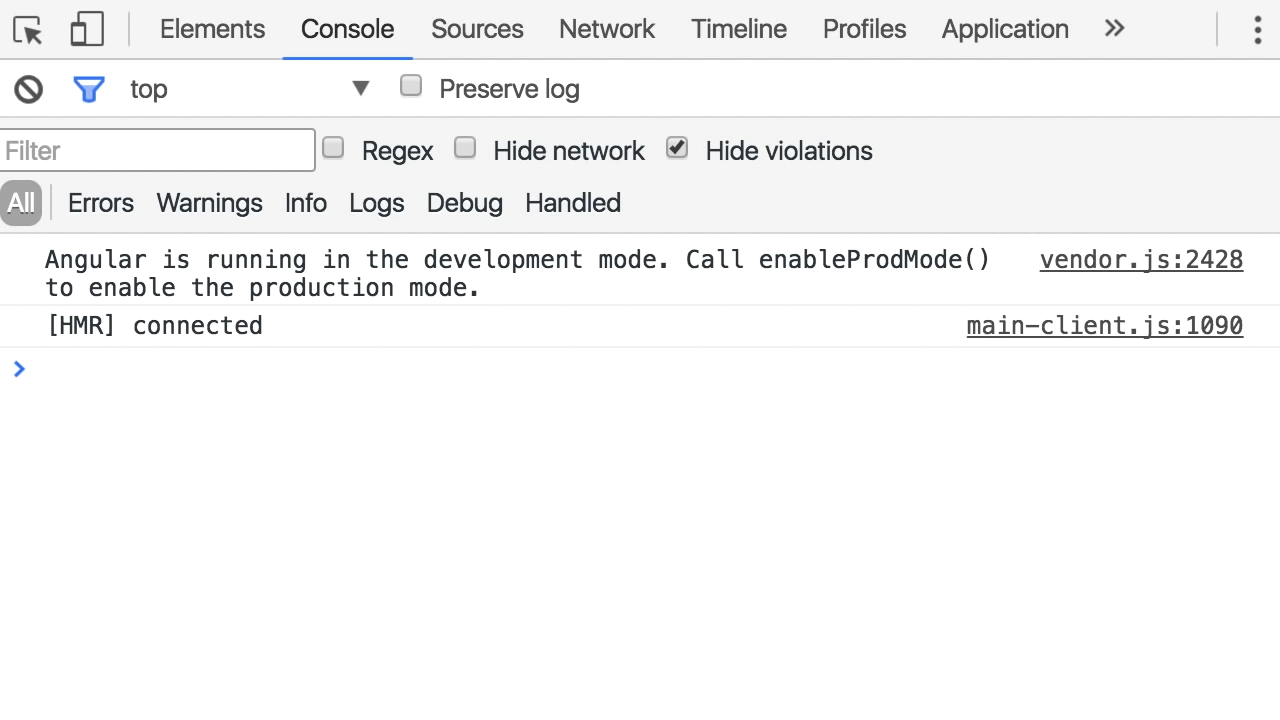 Elements Console Sources Network Timeline Profiles Application
top Preserve log
Filter Regex Hide network Hide violations
All Errors Warnings Info Logs Debug Handled
Angular is running in the development mode. Call enableProdMode() vendor.js:2428
to enable the production mode.
[HMR] connected main-client.js:1090